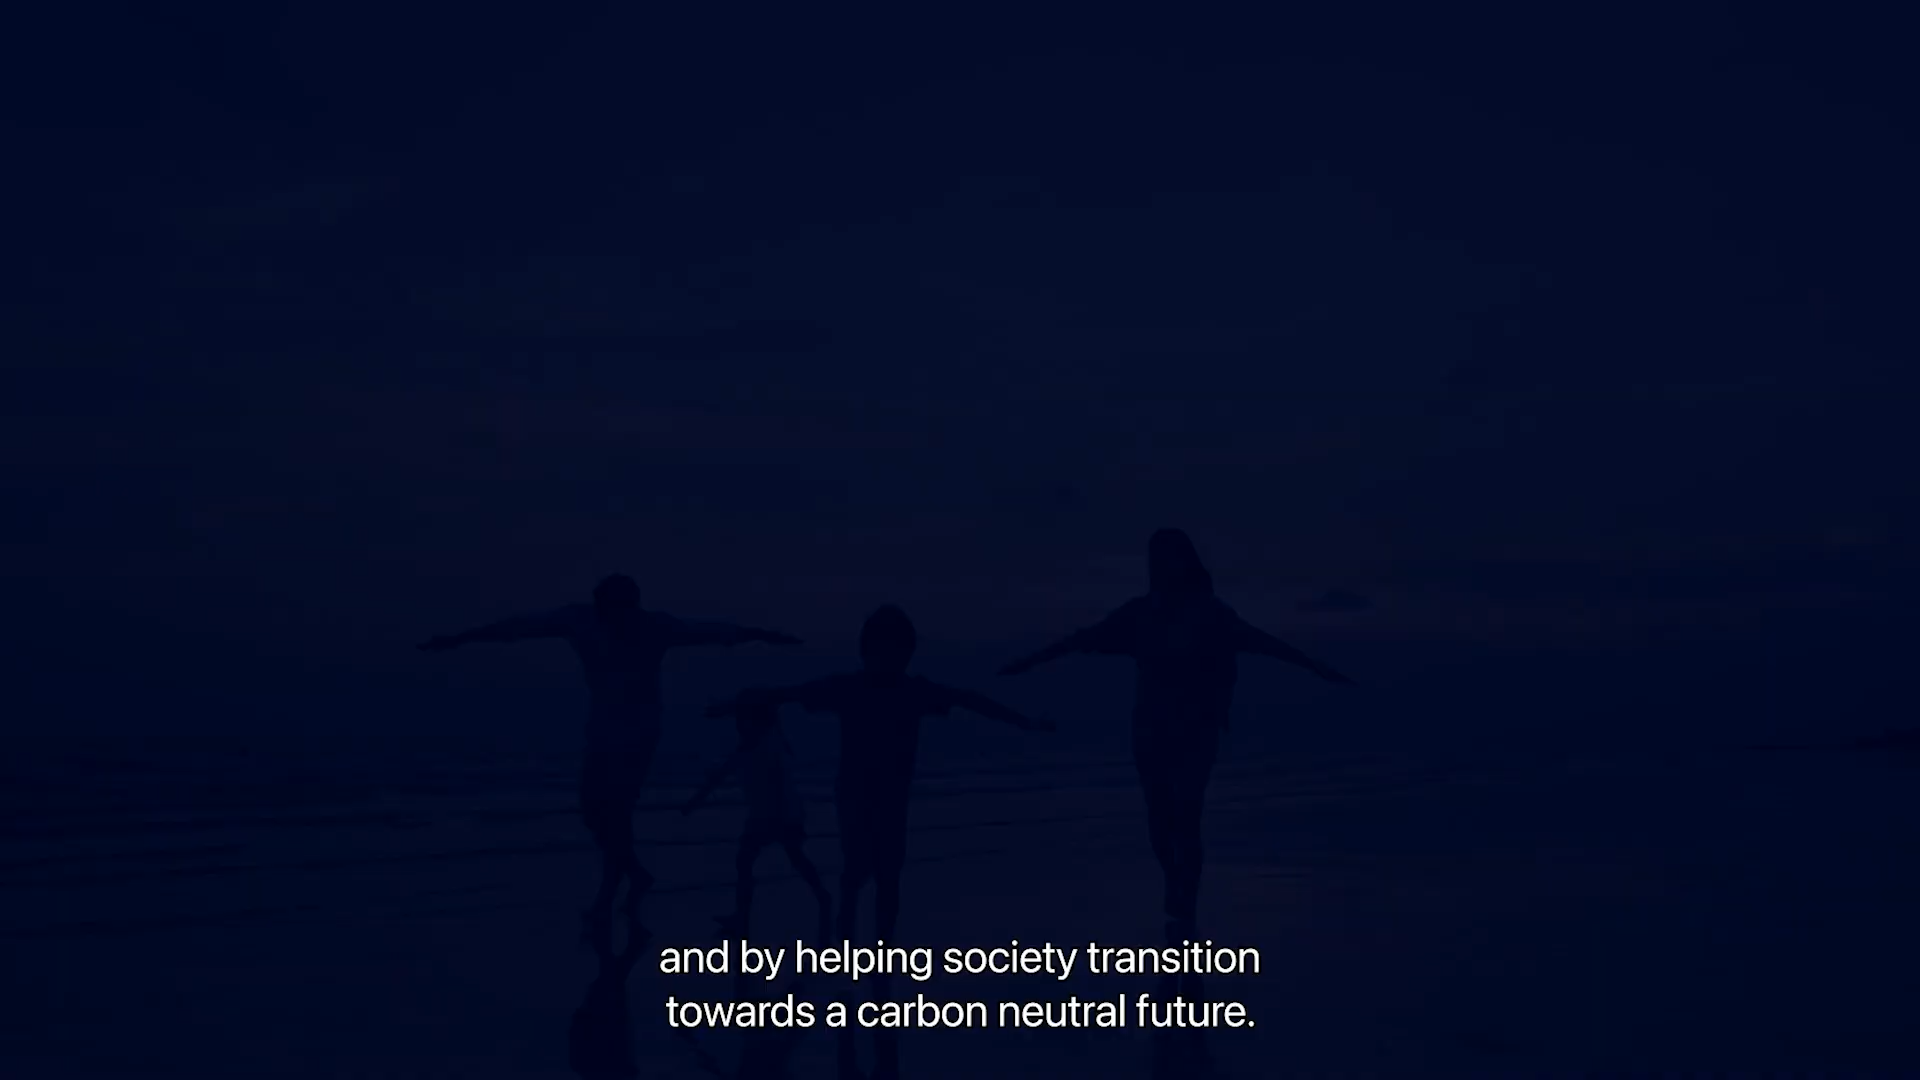 and by helping society transition
towards a carbon neutral future.